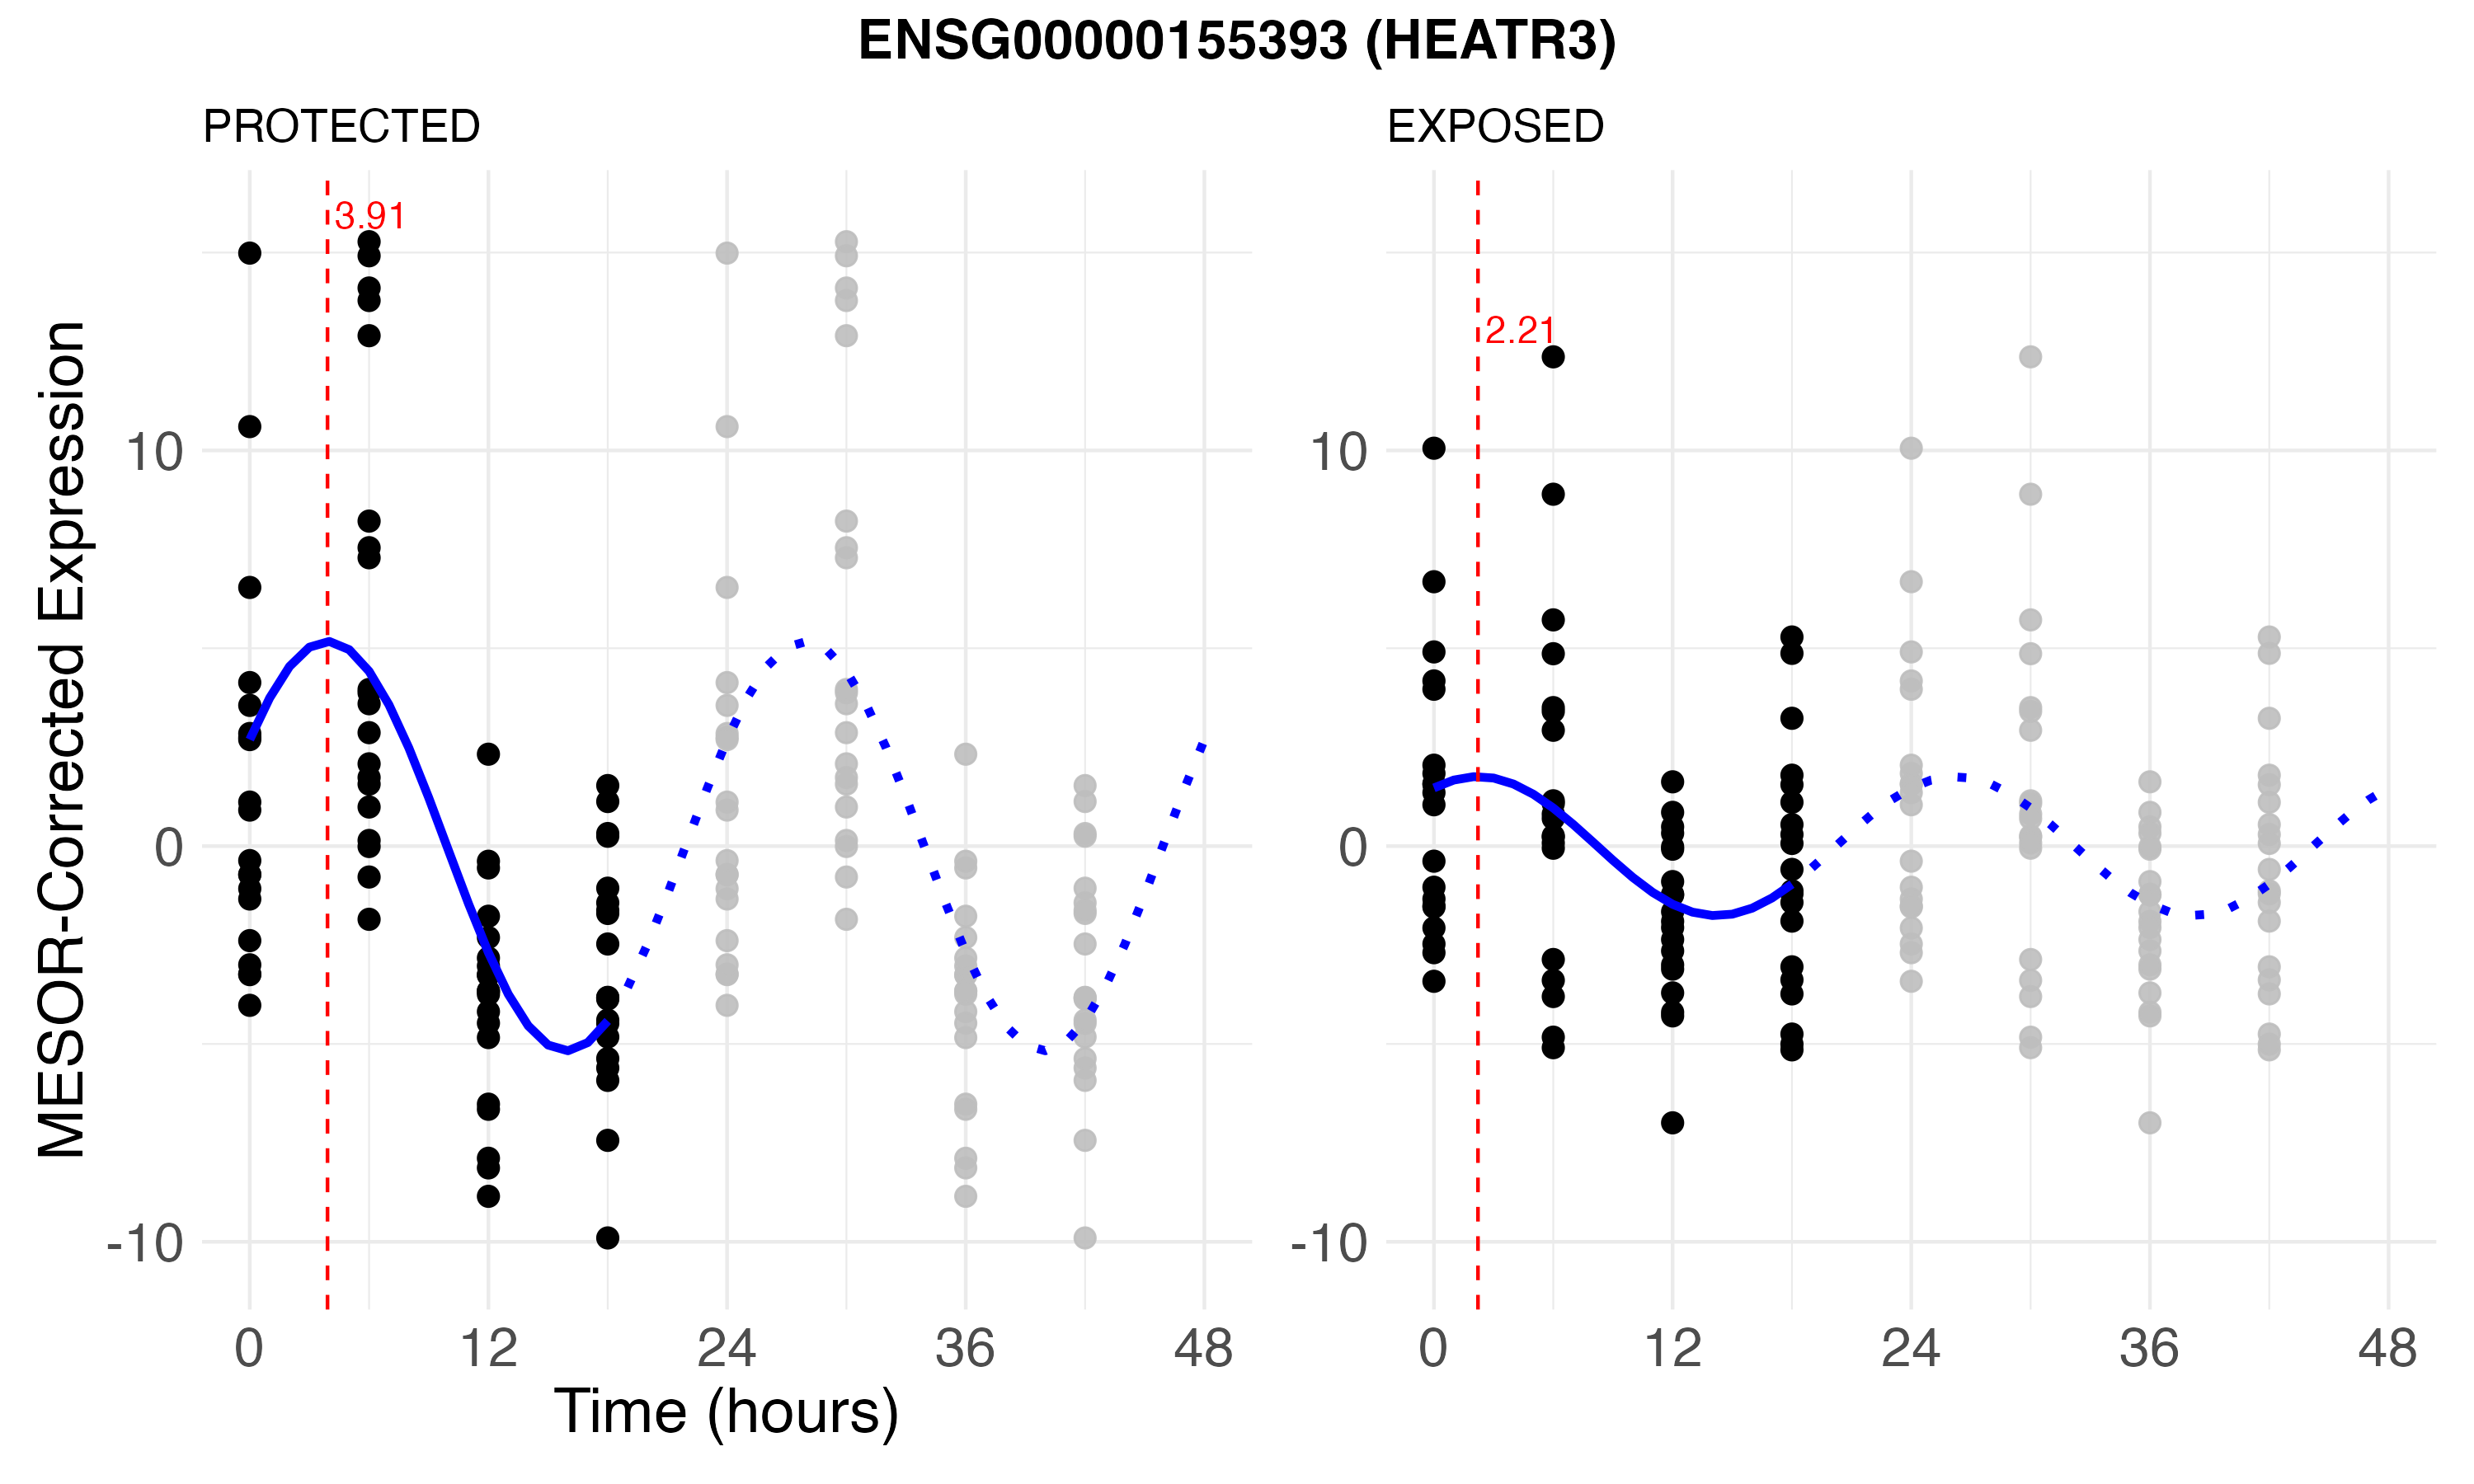 ENSG00000155393 (HEATR3)
PROTECTED
EXPOSED
MESOR-Corrected Expression
3.91
2.21
10
0
-10
10
0
-10
0 12 24 36 48
0 12 24 36 48
Time (hours)